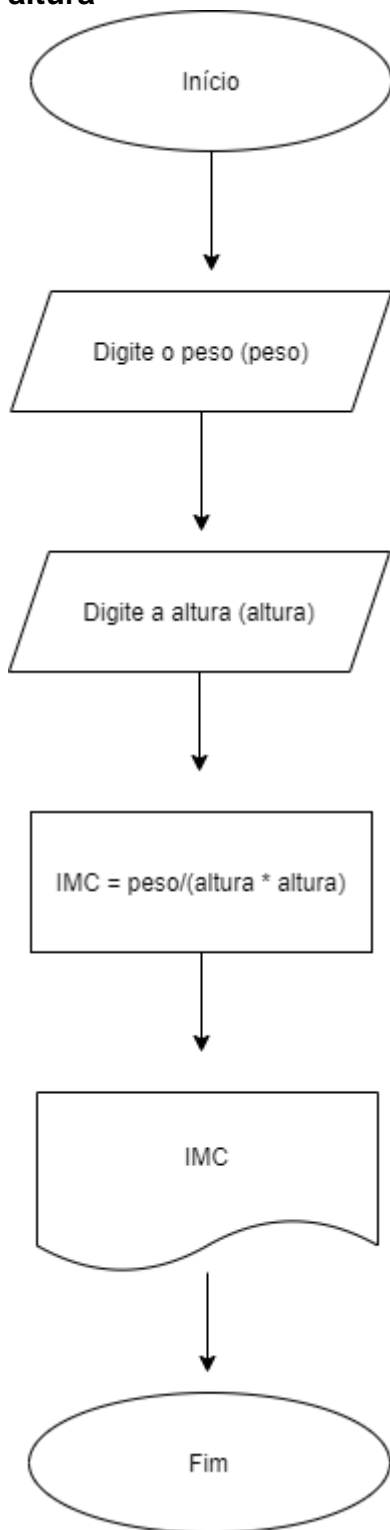 altura
Início
Digite o peso (peso)
Digite a altura (altura)
IMC = peso/(altura * altura)
IMC
Fim